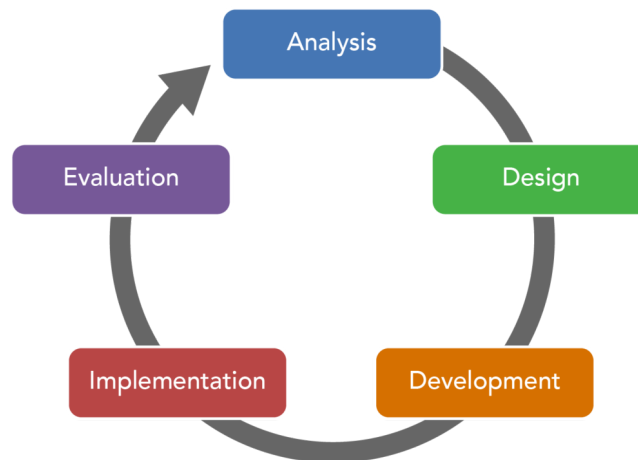 Analysis
Design
Development
Implementation
Evaluation